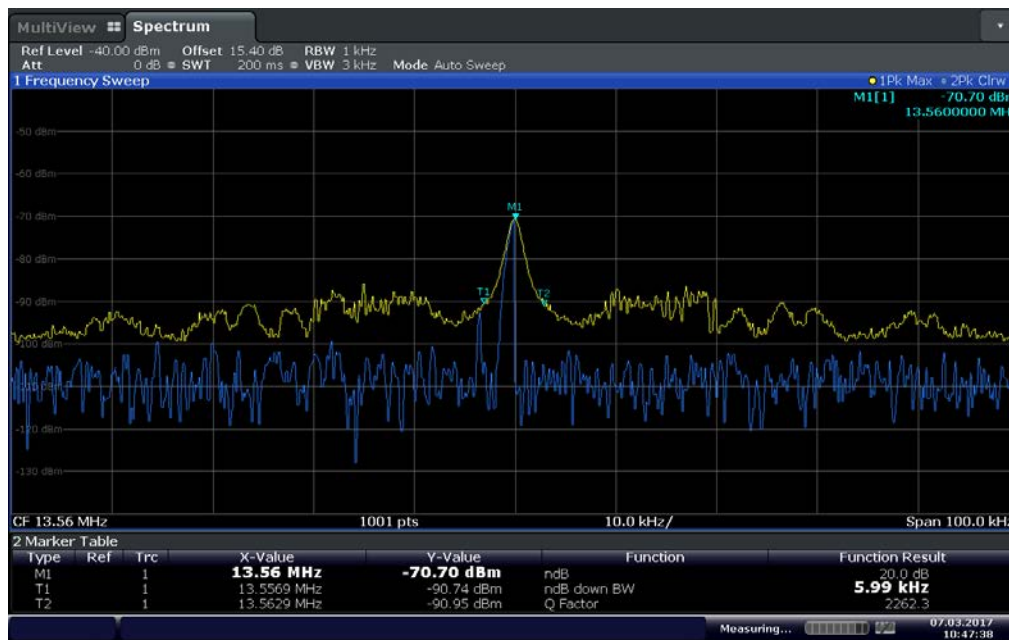 MultiView Spectrum
Ref Level -40.00 dBm Offset 15.40 dB RBW 1 kHz
Att 0 dB SWT 200 ms VBW 3 kHz Mode Auto Sweep
1 Frequency Sweep 1Pk Max 2Pk Clrw
M1[1] -70.70 dBm
13.5600000 MH
M1
T1
T2
-50 dBm
-60 dBm
-70 dBm
-80 dBm
-90 dBm
-100 dBm
-110 dBm
-120 dBm
-130 dBm
CF 13.56 MHz 1001 pts 10.0 kHz/ Span 100.0 kHz
2 Marker Table
Type Ref Trc X-Value Y-Value Function Function Result
M1 1 13.56 MHz -70.70 dBm ndB 20.0 dB
T1 1 13.5569 MHz -90.74 dBm ndB down BW 5.99 kHz
T2 1 13.5629 MHz -90.95 dBm Q Factor 2262.3
Measuring... 07.03.2017
10:47:38